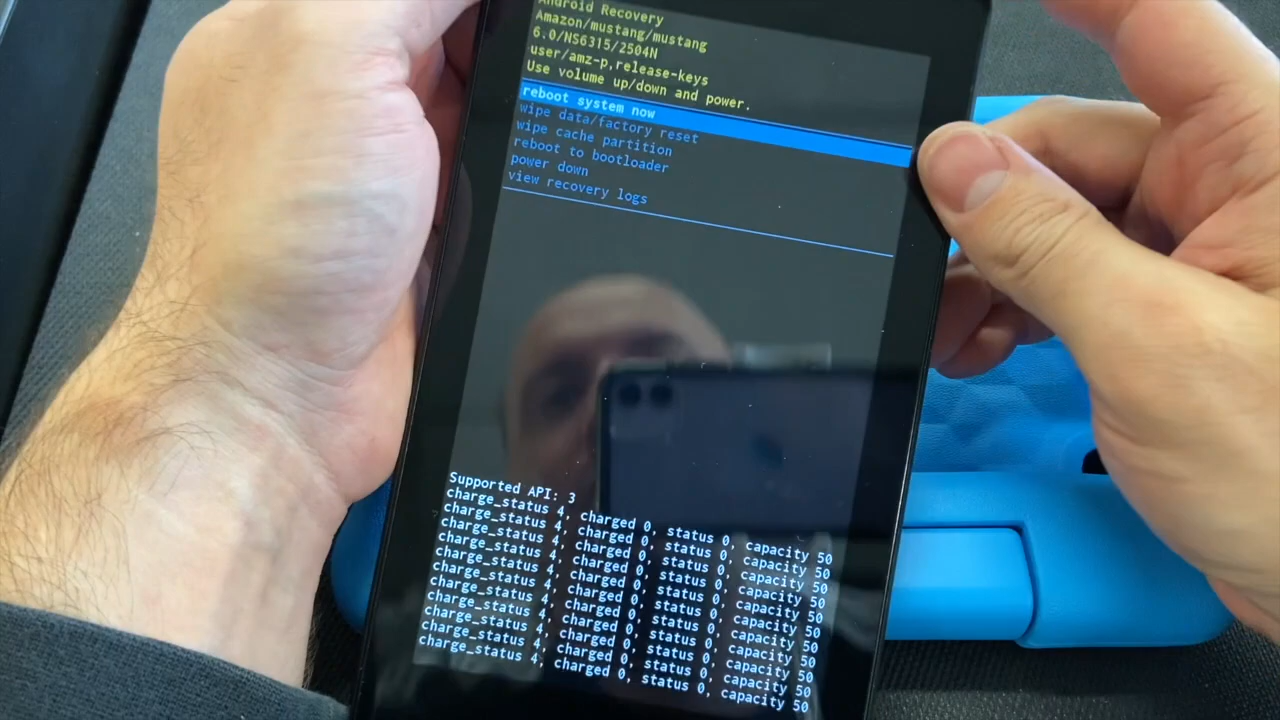 Android Recovery
Amazon/mustang/mustang
6.0/NS6315/2504N
user/amz-p,release-keys
Use volume up/down and power.
reboot system now
wipe data/factory reset
wipe cache partition
reboot to bootloader
power down
view recovery logs
Supported API: 3
charge_status 4, charged 0, status 0, capacity 50
charge_status 4, charged 0, status 0, capacity 50
charge_status 4, charged 0, status 0, capacity 50
charge_status 4, charged 0, status 0, capacity 50
charge_status 4, charged 0, status 0, capacity 50
charge_status 4, charged 0, status 0, capacity 50
charge_status 4, charged 0, status 0, capacity 50
charge_status 4, charged 0, status 0, capacity 50
charge_status 4, charged 0, status 0, capacity 50
charge_status 4, charged 0, status 0, capacity 50
charge_status 4, charged 0, status 0, capacity 50